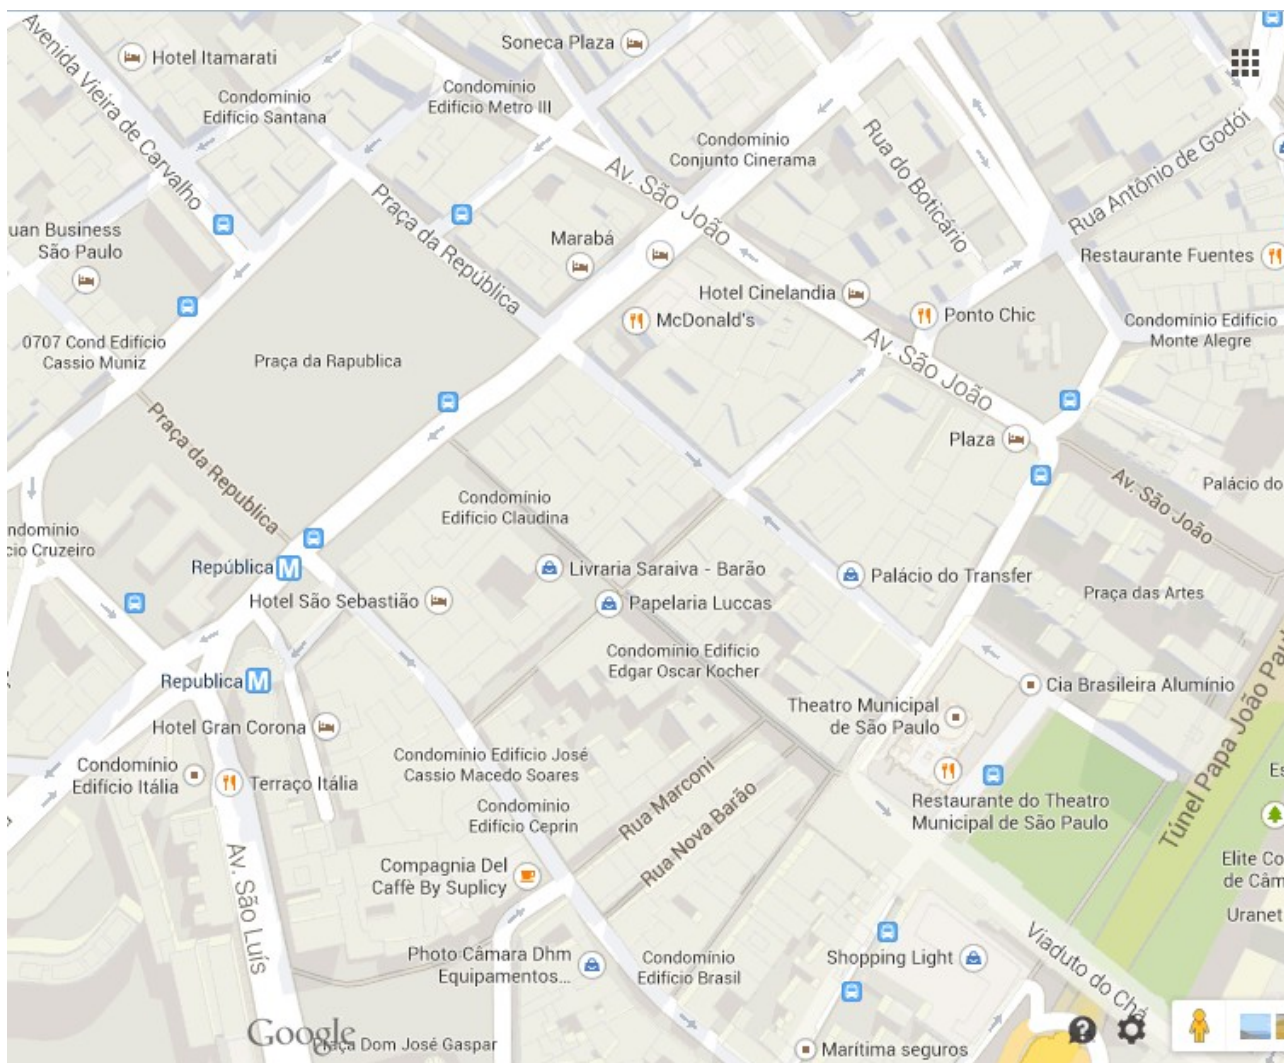 Avenida Vieira de Carvalho
Hotel Itamarati
Soneca Plaza
Condomínio
Edifício Santana
Condomínio
Edifício Metro III
Condomínio
Conjunto Cinerama
Rua do Boticário
Rua Antônio de Godói
Av. São João
Praça da República
uan Business
São Paulo
Marabá
Restaurante Fuentes
Hotel Cinelandia
McDonald's
Ponto Chic
Condomínio Edifício
Monte Alegre
0707 Cond Edifício
Cassio Muniz
Praça da Rapublica
Av. São João
Praça da Republica
Plaza
Av. São João
Palácio do
Condomínio
Edifício Claudina
ndomínio
cio Cruzeiro
República
M
Livraria Saraiva - Barão
Palácio do Transfer
Hotel São Sebastião
Papelaria Luccas
Praça das Artes
Condomínio Edifício
Edgar Oscar Kocher
Republica
M
Cia Brasileira Alumínio
Theatro Municipal
de São Paulo
Hotel Gran Corona
Túnel Papa João Pau
Condomínio
Edifício Itália
Terraço Itália
Condomínio Edifício José
Cassio Macedo Soares
Es
Rua Marconi
Rua Nova Barão
Condomínio
Edifício Ceprin
Restaurante do Theatro
Municipal de São Paulo
Compagnia Del
Caffè By Suplicy
Elite Co
de Câm
Uranet
Av. São Luís
Photo Câmara Dhm
Equipamentos...
Condomínio
Edifício Brasil
Shopping Light
Viaduto do Chá
Google
Praça Dom José Gaspar
Marítima seguros
?